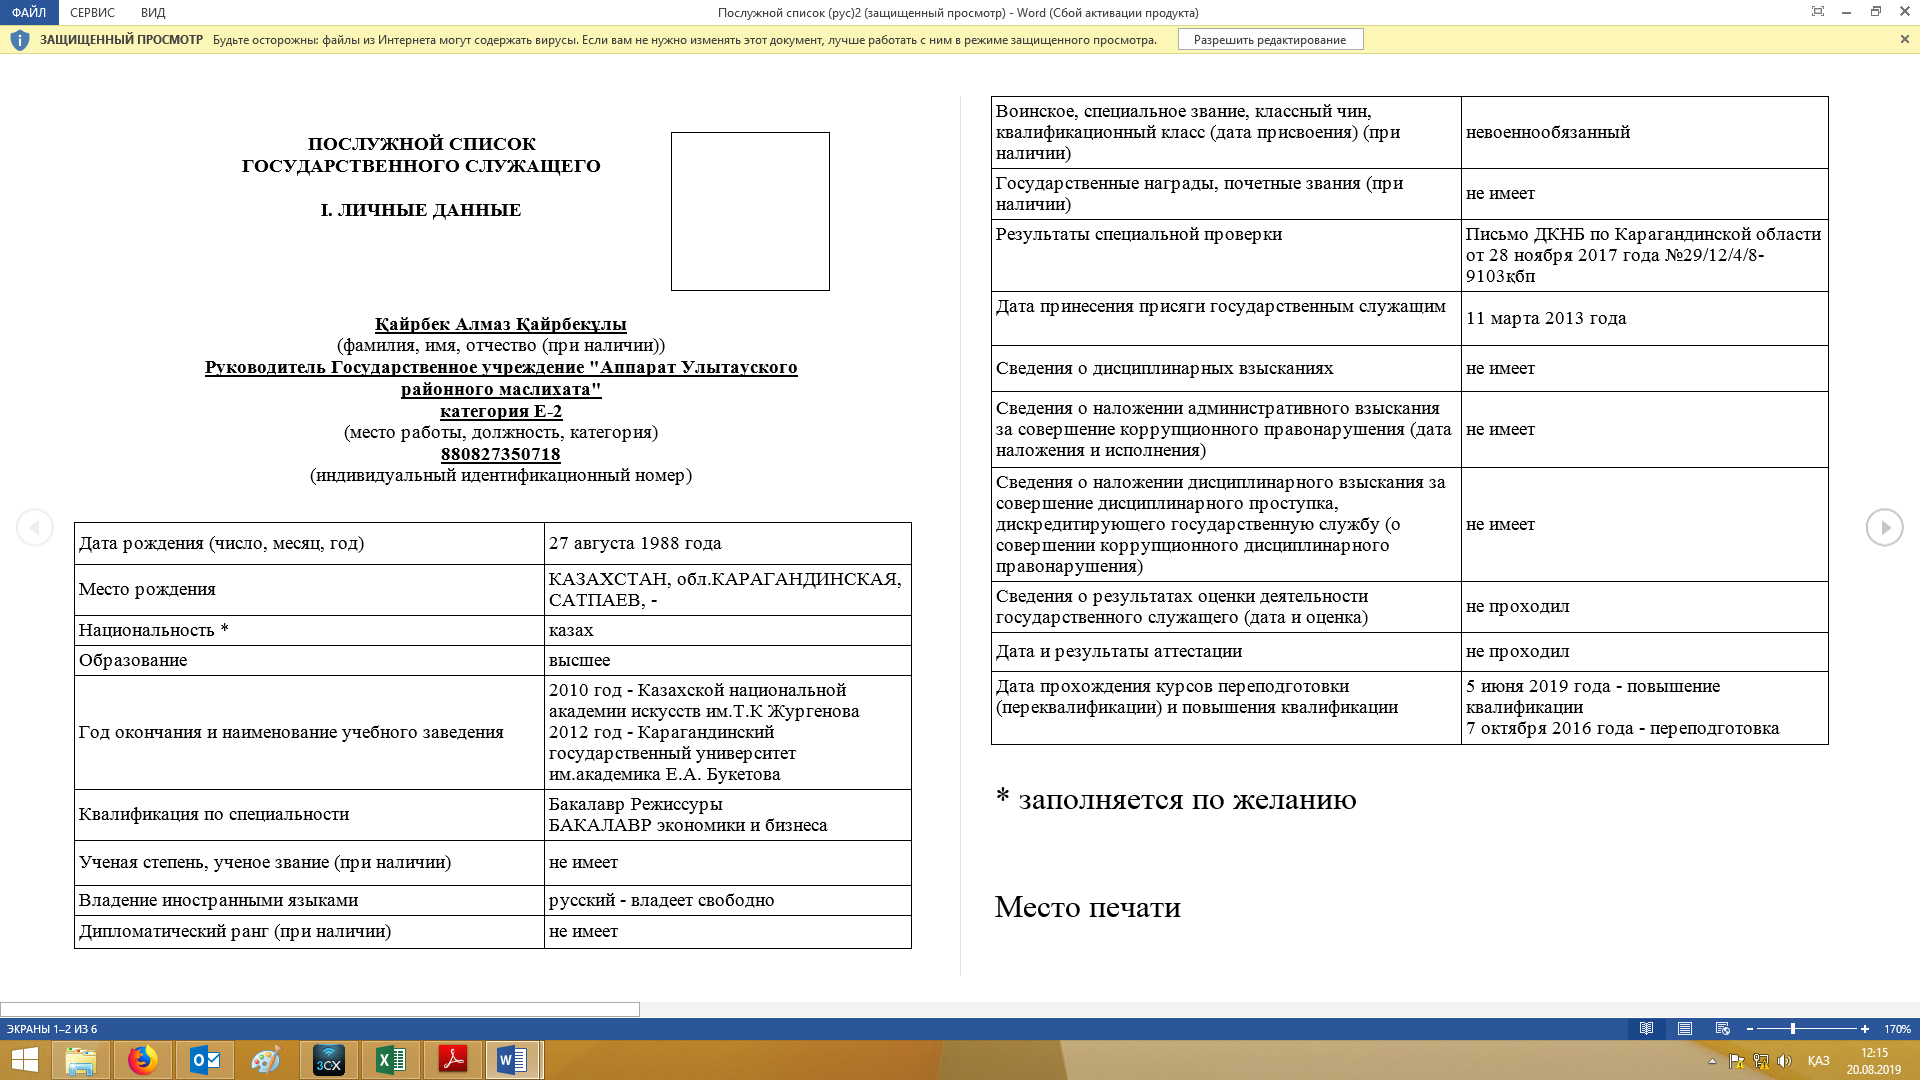 ФАЙЛ СЕРВИС ВИД
Послужной список (рус)2 (защищенный просмотр) - Word (Сбой активации продукта)
ЗАЩИЩЕННЫЙ ПРОСМОТР Будьте осторожны: файлы из Интернета могут содержать вирусы. Если вам не нужно изменять этот документ, лучше работать с ним в режиме защищенного просмотра. Разрешить редактирование
ПОСЛУЖНОЙ СПИСОК
ГОСУДАРСТВЕННОГО СЛУЖАЩЕГО
I. ЛИЧНЫЕ ДАННЫЕ
Қайрбек Алмаз Қайрбекұлы
(фамилия, имя, отчество (при наличии))
Руководитель Государственное учреждение "Аппарат Улытауского
районного маслихата"
категория E-2
(место работы, должность, категория)
880827350718
(индивидуальный идентификационный номер)
Дата рождения (число, месяц, год) 27 августа 1988 года
Место рождения
КАЗАХСТАН, обл.КАРАГАНДИНСКАЯ,
САТПАЕВ, -
Национальность * казах
Образование высшее
Год окончания и наименование учебного заведения
2010 год - Казахской национальной
академии искусств им.Т.К Жургенова
2012 год - Карагандинский
государственный университет
им.академика Е.А. Букетова
Квалификация по специальности
Бакалавр Режиссуры
БАКАЛАВР экономики и бизнеса
Ученая степень, ученое звание (при наличии) не имеет
Владение иностранными языками русский - владеет свободно
Дипломатический ранг (при наличии) не имеет
Воинское, специальное звание, классный чин,
квалификационный класс (дата присвоения) (при
наличии)
невоеннообязанный
Государственные награды, почетные звания (при
наличии)
не имеет
Результаты специальной проверки
Письмо ДКНБ по Карагандинской области
от 28 ноября 2017 года №29/12/4/8-
9103қбп
Дата принесения присяги государственным служащим
11 марта 2013 года
Сведения о дисциплинарных взысканиях не имеет
Сведения о наложении административного взыскания
за совершение коррупционного правонарушения (дата
наложения и исполнения)
не имеет
Сведения о наложении дисциплинарного взыскания за
совершение дисциплинарного проступка,
дискредитирующего государственную службу (о
совершении коррупционного дисциплинарного
правонарушения)
не имеет
Сведения о результатах оценки деятельности
государственного служащего (дата и оценка)
не проходил
Дата и результаты аттестации не проходил
Дата прохождения курсов переподготовки
(переквалификации) и повышения квалификации
5 июня 2019 года - повышение
квалификации
7 октября 2016 года - переподготовка
* заполняется по желанию
Место печати
ЭКРАНЫ 1–2 ИЗ 6
170%
3CX
ҚАЗ
12:15
20.08.2019